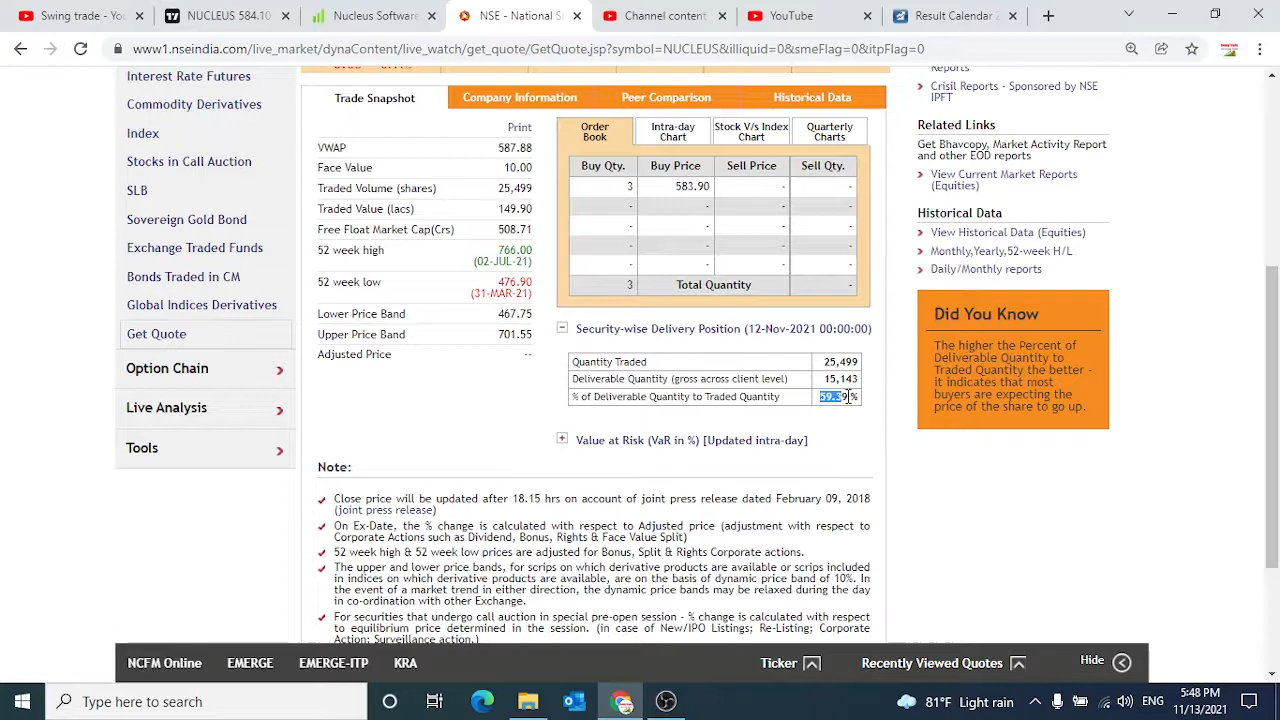 Swing trade - You
NUCLEUS 584.10
Nucleus Software
NSE - National S
Channel content
YouTube
Result Calendar 2
www1.nseindia.com/live_market/dynaContent/live_watch/get_quote/GetQuote.jsp?symbol=NUCLEUS&illiquid=0&smeFlag=0&itpFlag=0
Interest Rate Futures
Commodity Derivatives
Index
Stocks in Call Auction
SLB
Sovereign Gold Bond
Exchange Traded Funds
Bonds Traded in CM
Global Indices Derivatives
Get Quote
Option Chain
Live Analysis
Tools
Trade Snapshot
Company Information
Peer Comparison
Historical Data
Print
VWAP 587.88
Face Value 10.00
Traded Volume (shares) 25,499
Traded Value (lacs) 149.90
Free Float Market Cap(Crs) 508.71
52 week high 766.00
(02-JUL-21)
52 week low 476.90
(31-MAR-21)
Lower Price Band 467.75
Upper Price Band 701.55
Adjusted Price --
Order Book
Intra-day Chart
Stock V/s Index Chart
Quarterly Charts
Buy Qty. Buy Price Sell Price Sell Qty.
3 583.90 - -
- - - -
- - - -
- - - -
- - - -
3 Total Quantity -
Security-wise Delivery Position (12-Nov-2021 00:00:00)
Quantity Traded 25,499
Deliverable Quantity (gross across client level) 15,143
% of Deliverable Quantity to Traded Quantity 59.39%
Value at Risk (VaR in %) [Updated intra-day]
Note:
Close price will be updated after 18.15 hrs on account of joint press release dated February 09, 2018
(joint press release)
On Ex-Date, the % change is calculated with respect to Adjusted price (adjustment with respect to
Corporate Actions such as Dividend, Bonus, Rights & Face Value Split)
52 week high & 52 week low prices are adjusted for Bonus, Split & Rights Corporate actions.
The upper and lower price bands, for scrips on which derivative products are available or scrips included
in indices on which derivative products are available, are on the basis of dynamic price band of 10%. In
the event of a market trend in either direction, the dynamic price bands may be relaxed during the day
in co-ordination with other Exchange.
For securities that undergo call auction in special pre-open session - % change is calculated with respect
to equilibrium price determined in the session. (in case of New/IPO Listings; Re-Listing; Corporate
Action; Surveillance action.)
Reports
Crisil Reports - Sponsored by NSE
IPFT
Related Links
Get Bhavcopy, Market Activity Report
and other EOD reports
View Current Market Reports
(Equities)
Historical Data
View Historical Data (Equities)
Monthly,Yearly,52-week H/L
Daily/Monthly reports
Did You Know
The higher the Percent of
Deliverable Quantity to
Traded Quantity the better -
it indicates that most
buyers are expecting the
price of the share to go up.
NCFM Online
EMERGE
EMERGE-ITP
KRA
Ticker
Recently Viewed Quotes
Hide
Type here to search
81°F Light rain
ENG
5:48 PM
11/13/2021